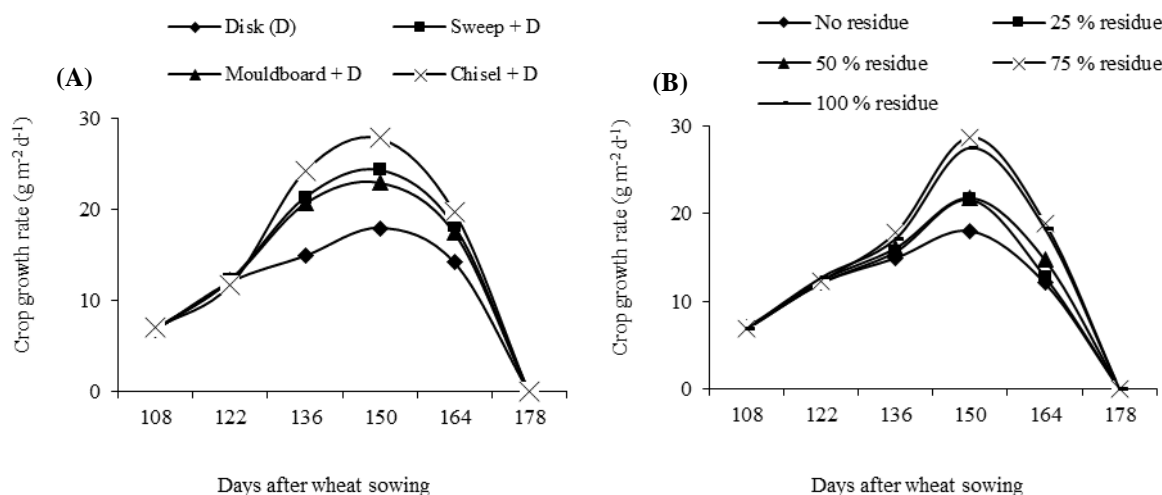 Disk (D)
Sweep + D
Mouldboard + D
Chisel + D
(A)
Crop growth rate (g m⁻² d⁻¹)
30
20
10
0
108 122 136 150 164 178
Days after wheat sowing
No residue
25 % residue
50 % residue
75 % residue
100 % residue
(B)
Crop growth rate (g m⁻² d⁻¹)
30
20
10
0
108 122 136 150 164 178
Days after wheat sowing